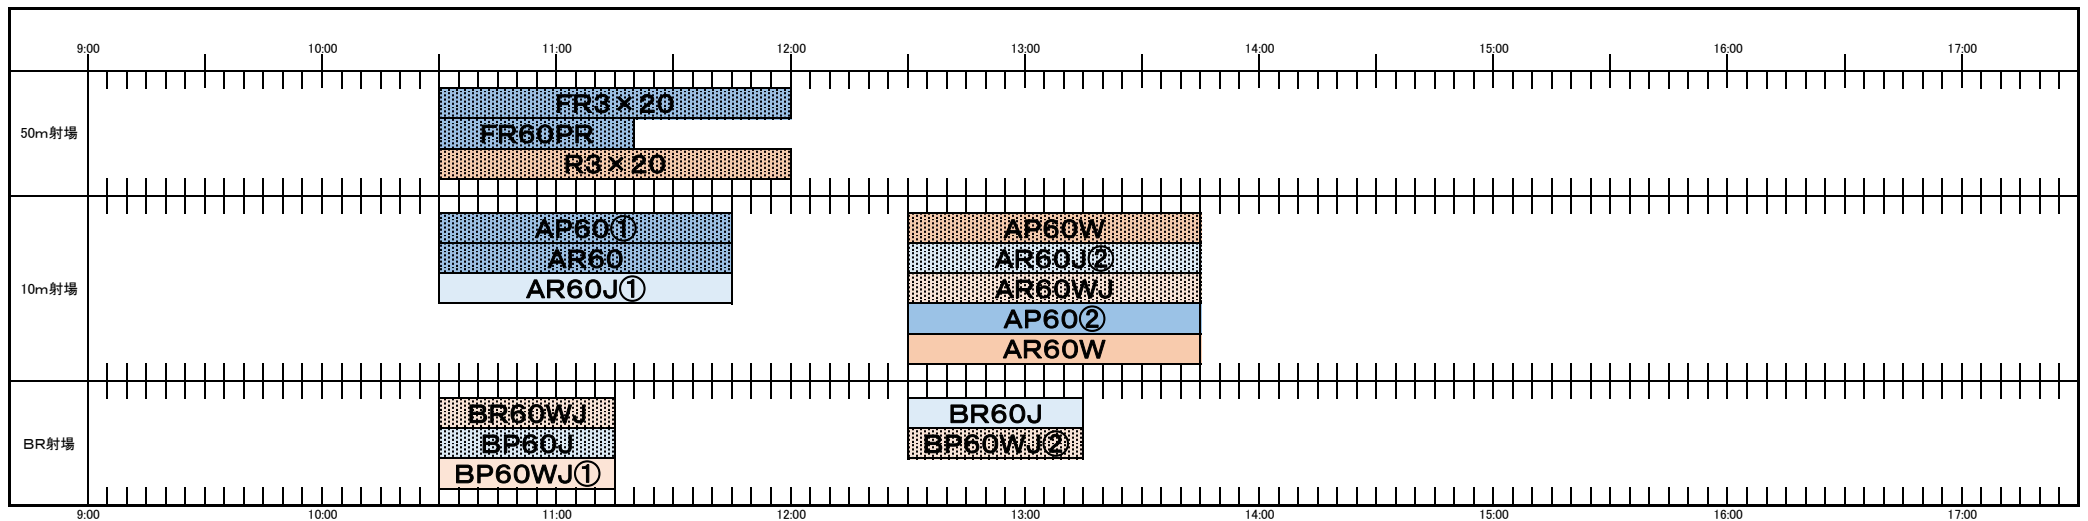 9:00 10:00 11:00 12:00 13:00 14:00 15:00 16:00 17:00
50m射場
FR3×20
FR60PR
R3×20
10m射場
AP60①
AR60
AR60J①
AP60W
AR60J②
AR60WJ
AP60②
AR60W
BR射場
BR60WJ
BP60J
BP60WJ①
BR60J
BP60WJ②
9:00 10:00 11:00 12:00 13:00 14:00 15:00 16:00 17:00